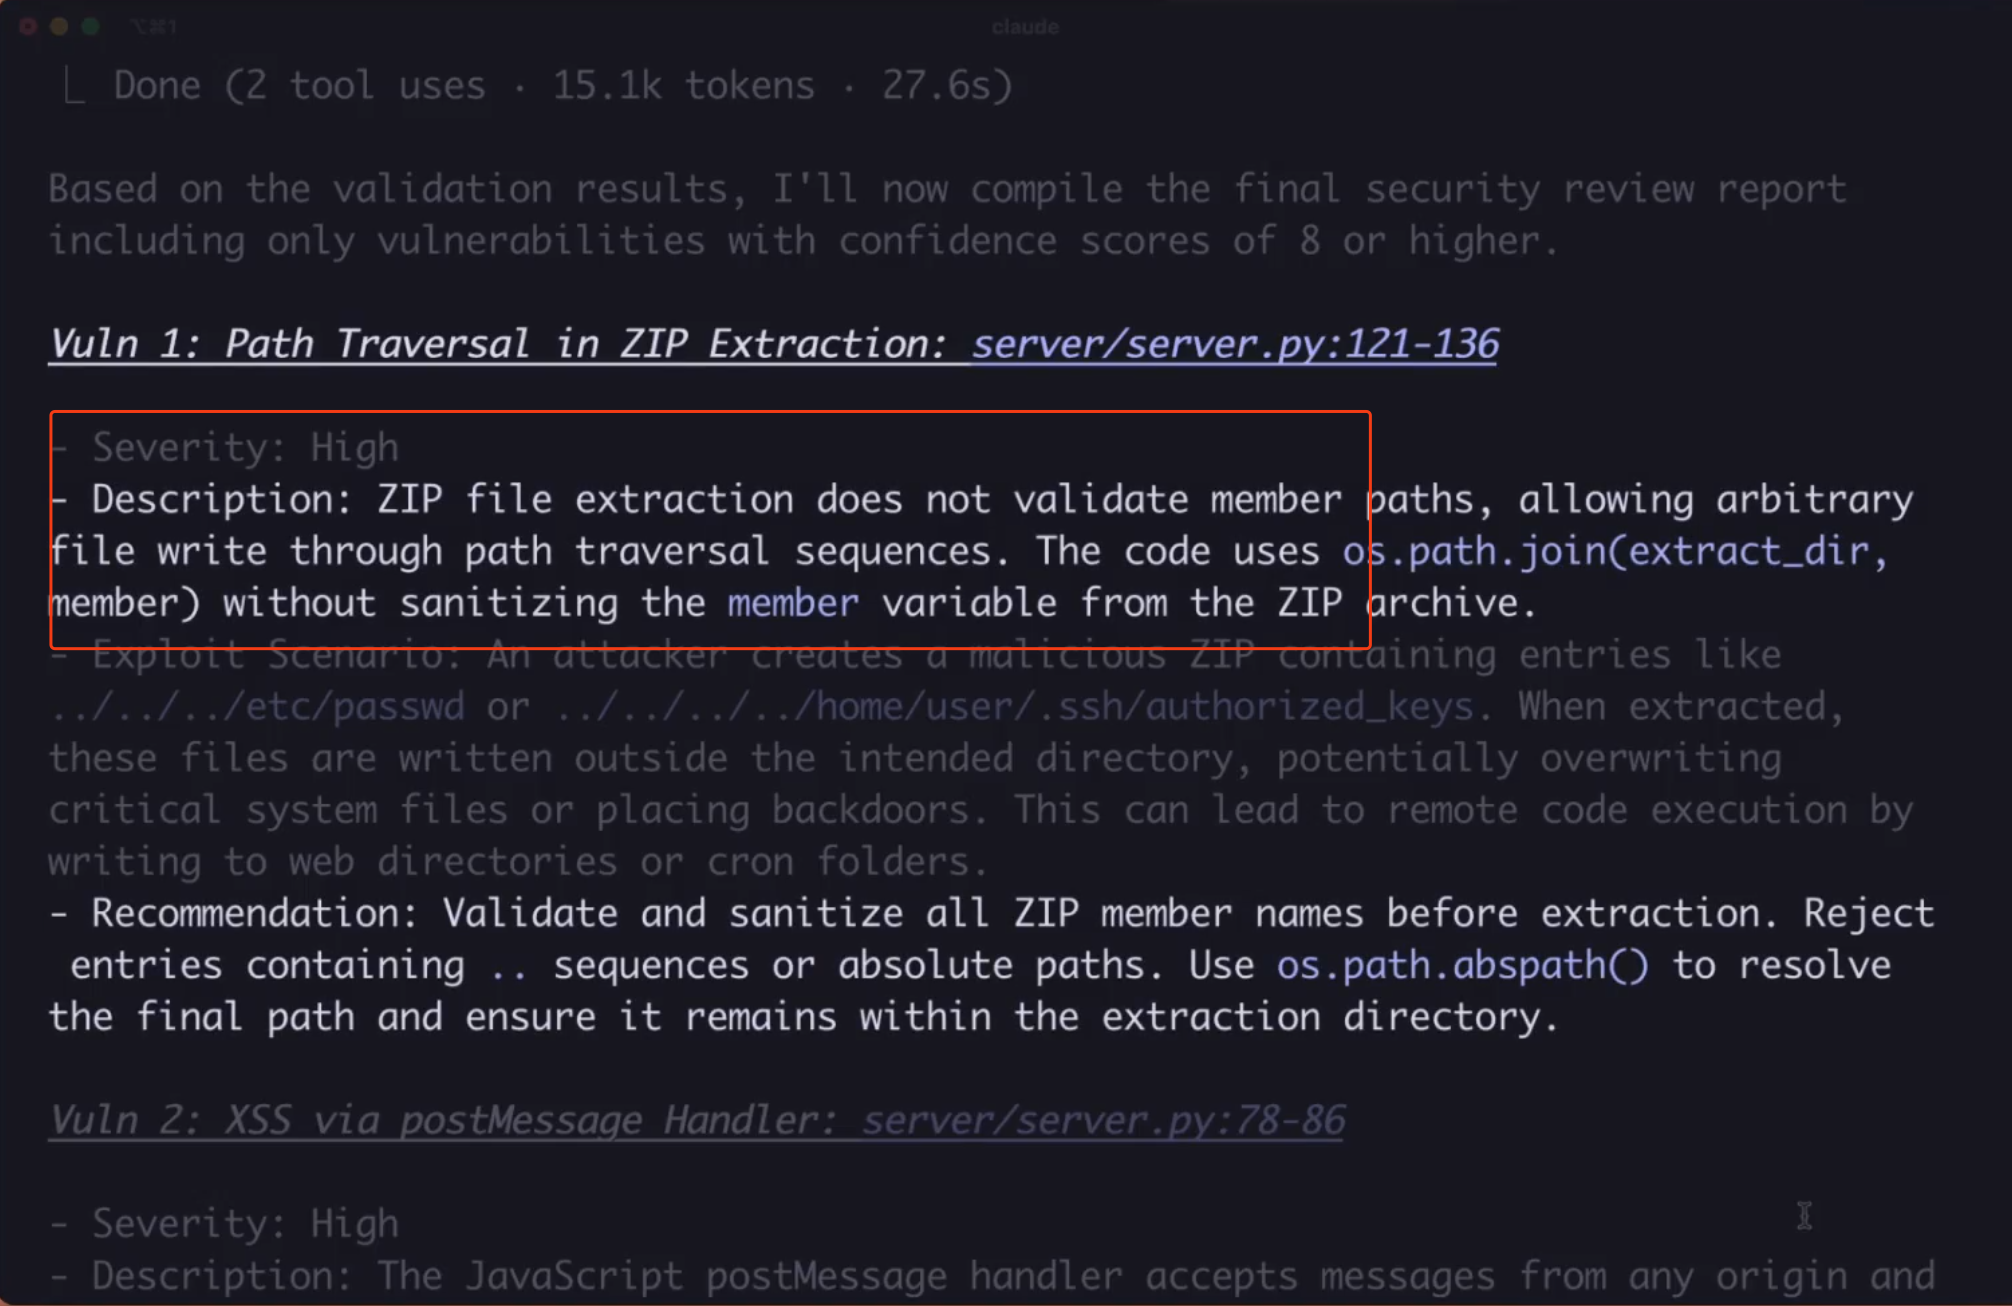 ⌥⌘1
claude
⎿ Done (2 tool uses · 15.1k tokens · 27.6s)
Based on the validation results, I'll now compile the final security review report
including only vulnerabilities with confidence scores of 8 or higher.
Vuln 1: Path Traversal in ZIP Extraction: server/server.py:121-136
- Severity: High
- Description: ZIP file extraction does not validate member paths, allowing arbitrary
file write through path traversal sequences. The code uses os.path.join(extract_dir,
member) without sanitizing the member variable from the ZIP archive.
- Exploit Scenario: An attacker creates a malicious ZIP containing entries like
../../../etc/passwd or ../../../../home/user/.ssh/authorized_keys. When extracted,
these files are written outside the intended directory, potentially overwriting
critical system files or placing backdoors. This can lead to remote code execution by
writing to web directories or cron folders.
- Recommendation: Validate and sanitize all ZIP member names before extraction. Reject
entries containing .. sequences or absolute paths. Use os.path.abspath() to resolve
the final path and ensure it remains within the extraction directory.
Vuln 2: XSS via postMessage Handler: server/server.py:78-86
- Severity: High
- Description: The JavaScript postMessage handler accepts messages from any origin and